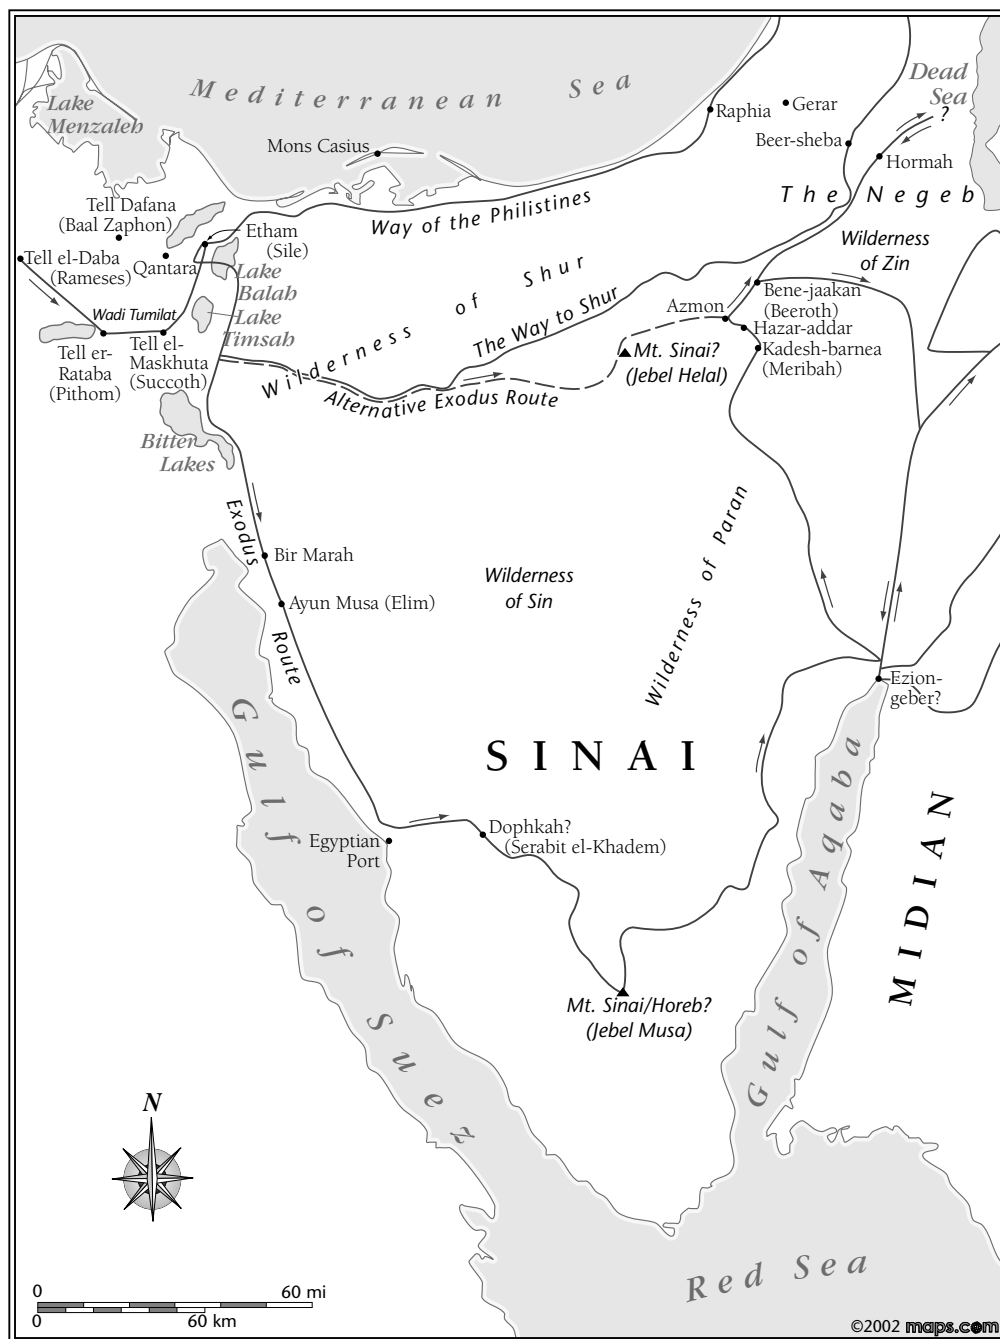 Mediterranean Sea
Lake
Menzaleh
Dead
Sea
?
Raphia
Gerar
Beer-sheba
Hormah
Mons Casius
The Negeb
Tell Dafana
(Baal Zaphon)
Way of the Philistines
Etham
(Sile)
Wilderness
of Zin
Tell el-Daba
(Rameses)
Qantara
Lake
Balah
Wilderness of Shur
Bene-jaakan
(Beeroth)
Wadi Tumilat
Lake
Timsah
The Way to Shur
Azmon
Hazar-addar
Tell er-
Rataba
(Pithom)
Tell el-
Maskhuta
(Succoth)
Mt. Sinai?
(Jebel Helal)
Kadesh-barnea
(Meribah)
Alternative Exodus Route
Bitter
Lakes
Exodus
Route
Wilderness of Paran
Bir Marah
Wilderness
of Sin
Ayun Musa (Elim)
Ezion-
geber?
Gulf of Suez
SINAI
Gulf of Aqaba
MIDIAN
Egyptian
Port
Dophkah?
(Serabit el-Khadem)
Mt. Sinai/Horeb?
(Jebel Musa)
N
Red Sea
0 60 mi
0 60 km
©2002 maps.com